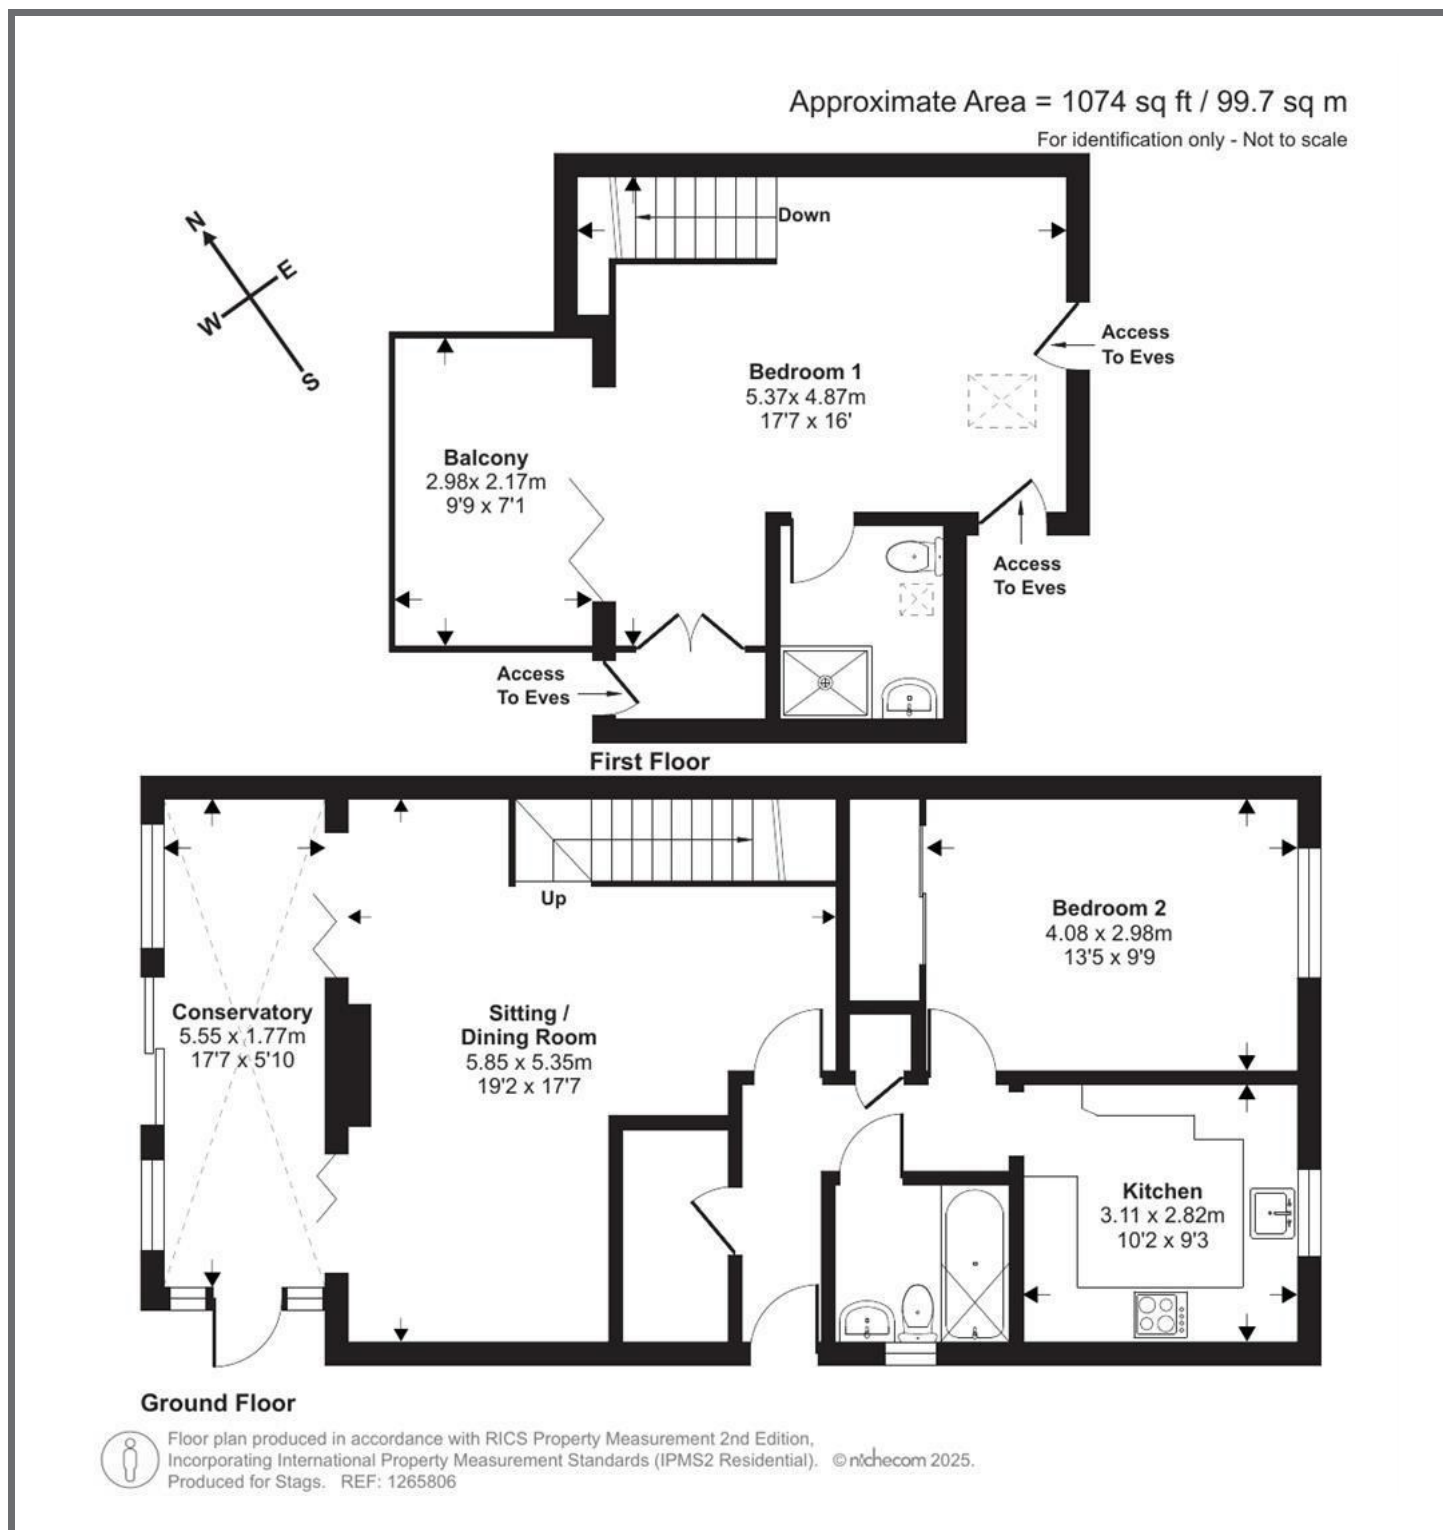 Approximate Area = 1074 sq ft / 99.7 sq m
For identification only - Not to scale
N
E
W
S
Down
Access
To Eves
Bedroom 1
5.37x 4.87m
17'7 x 16'
Balcony
2.98x 2.17m
9'9 x 7'1
Access
To Eves
Access
To Eves
First Floor
Up
Bedroom 2
4.08 x 2.98m
13'5 x 9'9
Conservatory
5.55 x 1.77m
17'7 x 5'10
Sitting /
Dining Room
5.85 x 5.35m
19'2 x 17'7
Kitchen
3.11 x 2.82m
10'2 x 9'3
Ground Floor
Floor plan produced in accordance with RICS Property Measurement 2nd Edition,
Incorporating International Property Measurement Standards (IPMS2 Residential). © nichecom 2025.
Produced for Stags. REF: 1265806